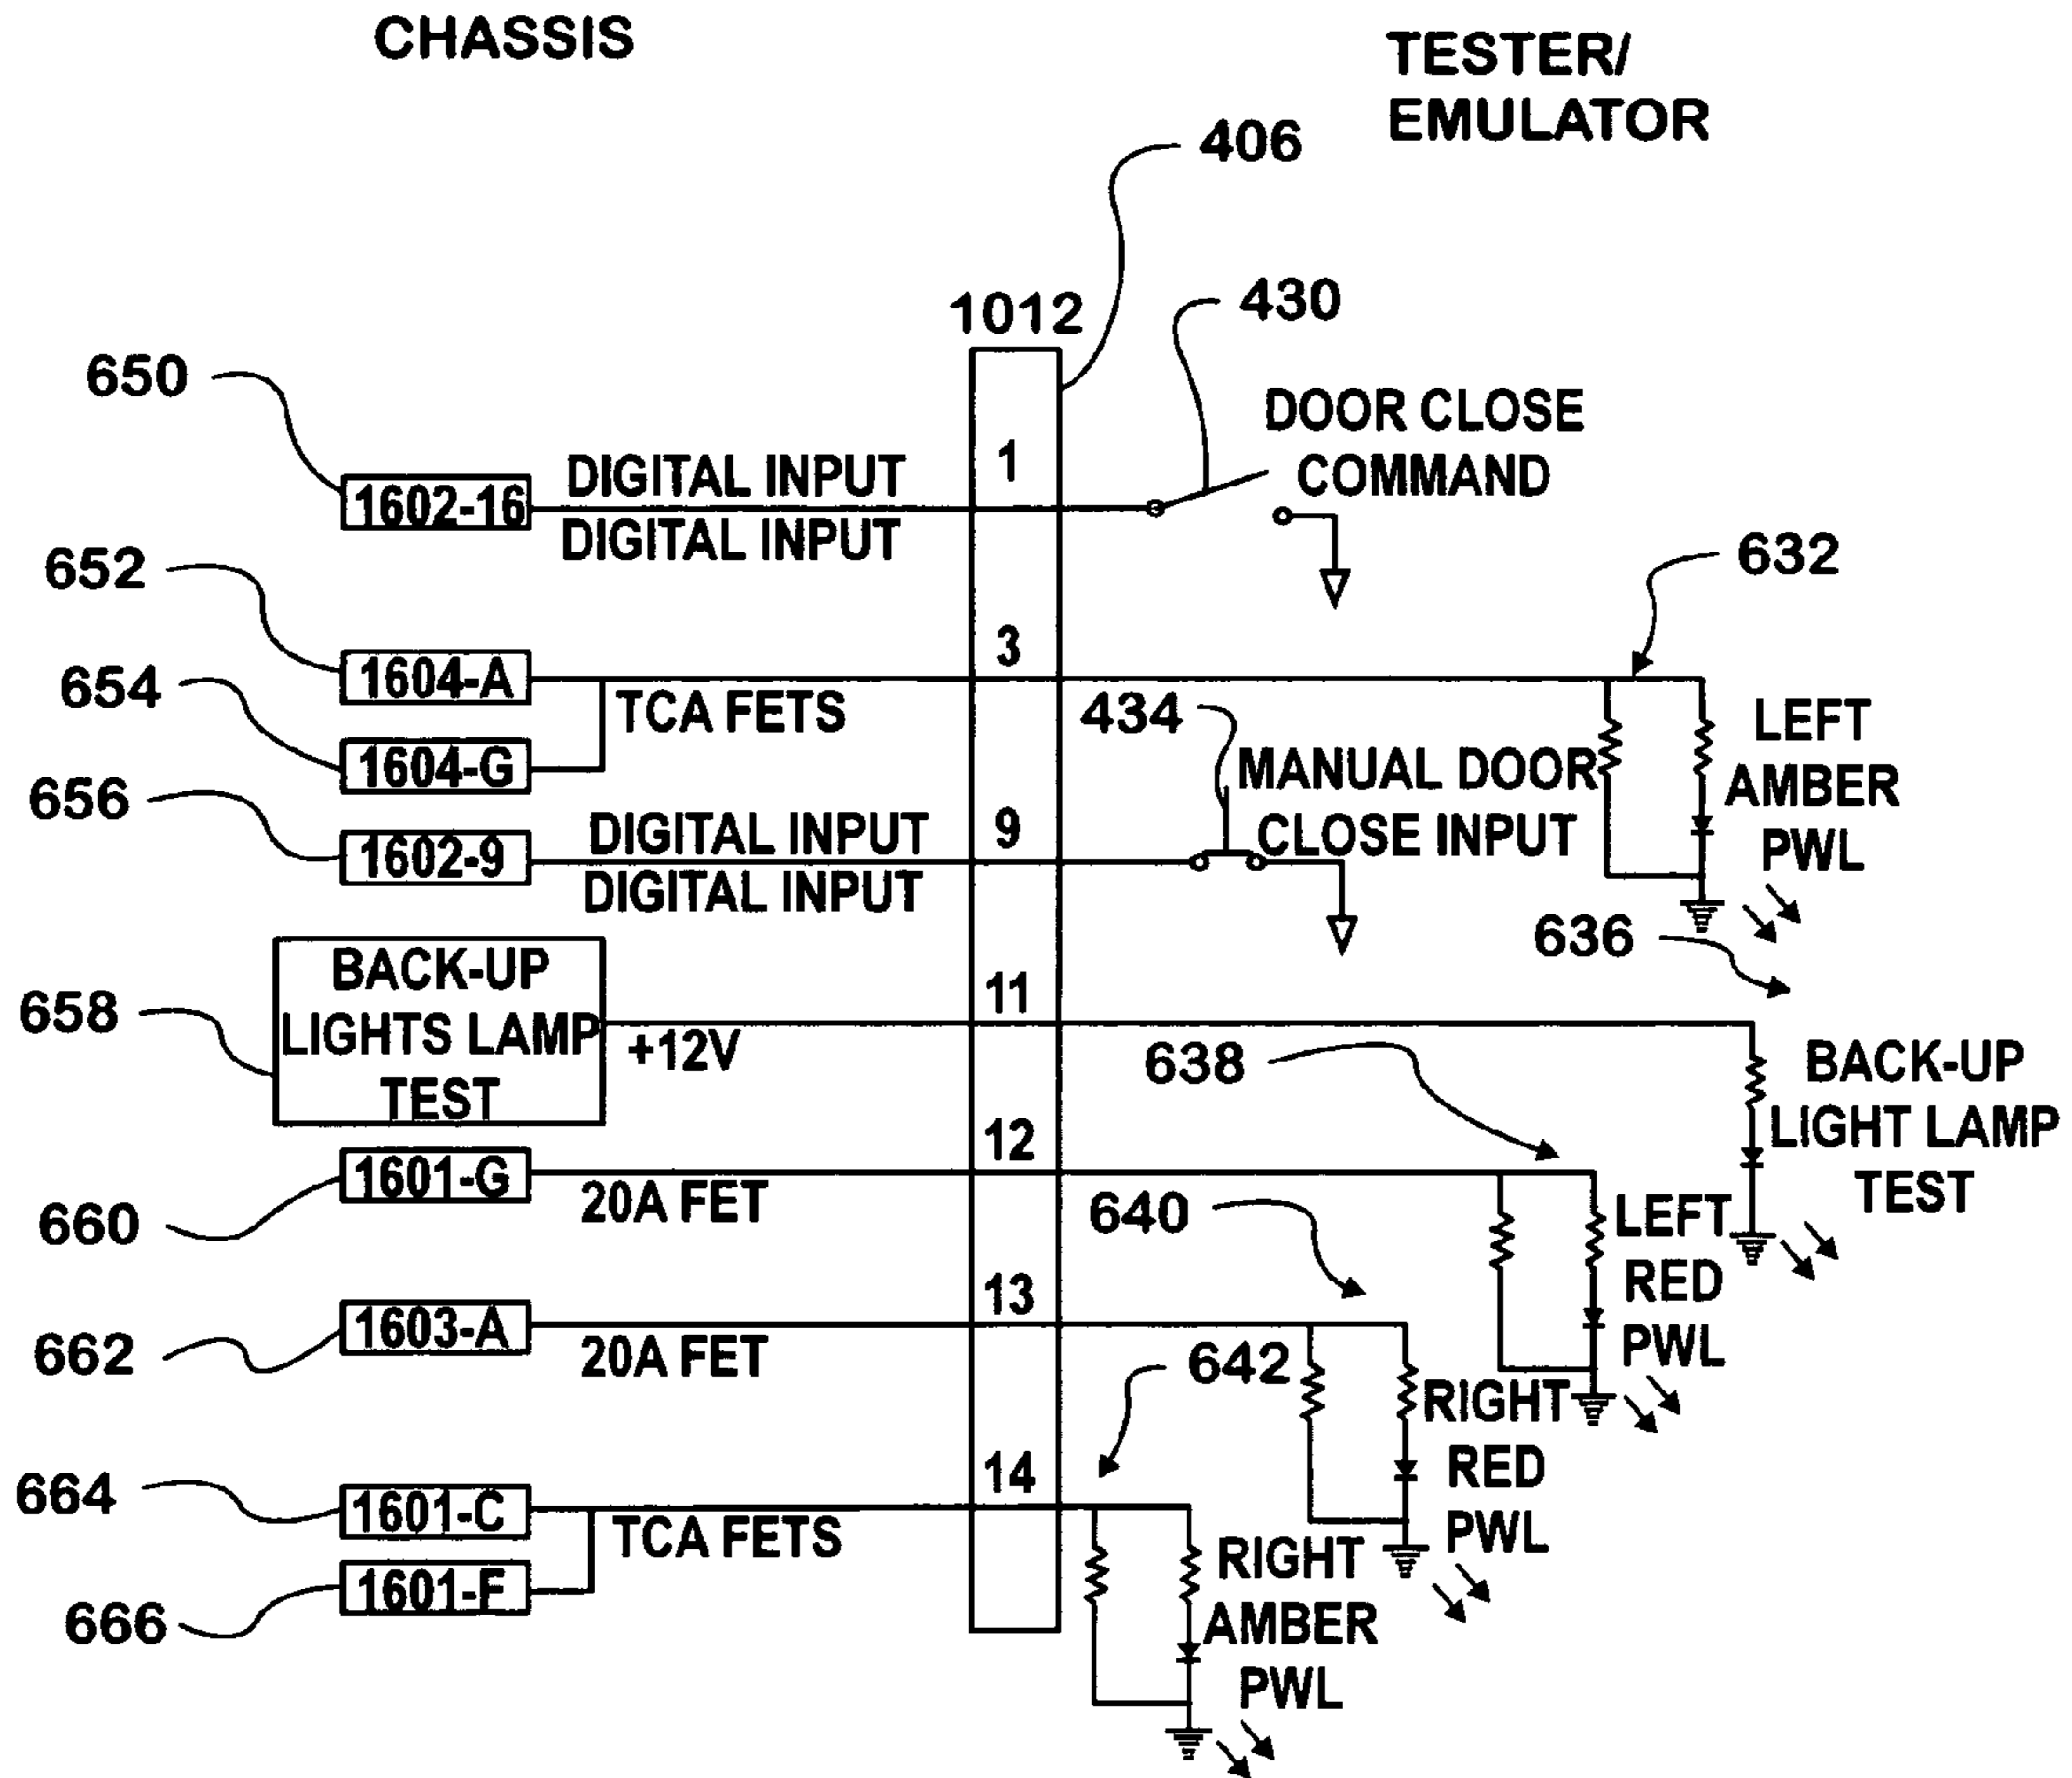 CHASSIS
TESTER/
EMULATOR
406
1012
430
650
DOOR CLOSE
COMMAND
1
DIGITAL INPUT
1602-16
DIGITAL INPUT
632
652
3
1604-A
654
TCA FETS
434
LEFT
AMBER
PWL
1604-G
MANUAL DOOR
CLOSE INPUT
656
DIGITAL INPUT
9
1602-9
DIGITAL INPUT
636
BACK-UP
LIGHTS LAMP
TEST
658
11
+12V
638
BACK-UP
LIGHT LAMP
TEST
12
1601-G
20A FET
660
640
LEFT
RED
PWL
13
1603-A
20A FET
662
642
RIGHT
RED
PWL
14
664
1601-C
TCA FETS
RIGHT
AMBER
PWL
1601-F
666